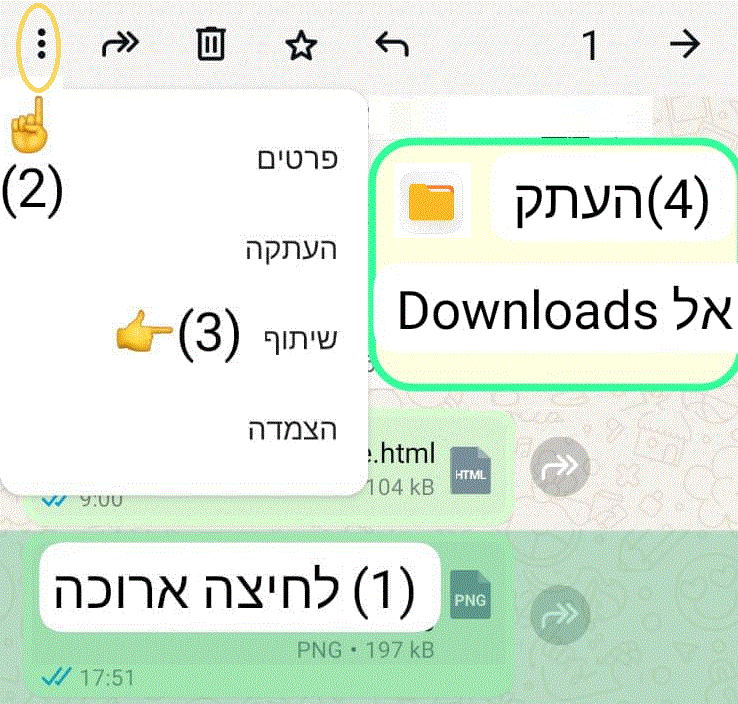 1
(2)
פרטים
העתקה
(3) שיתוף
הצמדה
(4)העתק
אל Downloads
e.html
HTML
104 kB
9:00
(1) לחיצה ארוכה
PNG
PNG • 197 kB
17:51